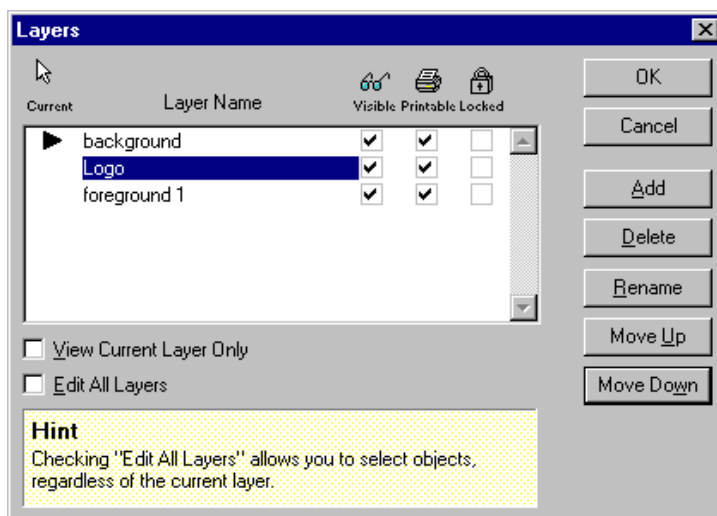 Layers
Current Layer Name Visible Printable Locked
background
Logo
foreground 1
View Current Layer Only
Edit All Layers
Hint
Checking "Edit All Layers" allows you to select objects,
regardless of the current layer.
OK
Cancel
Add
Delete
Rename
Move Up
Move Down